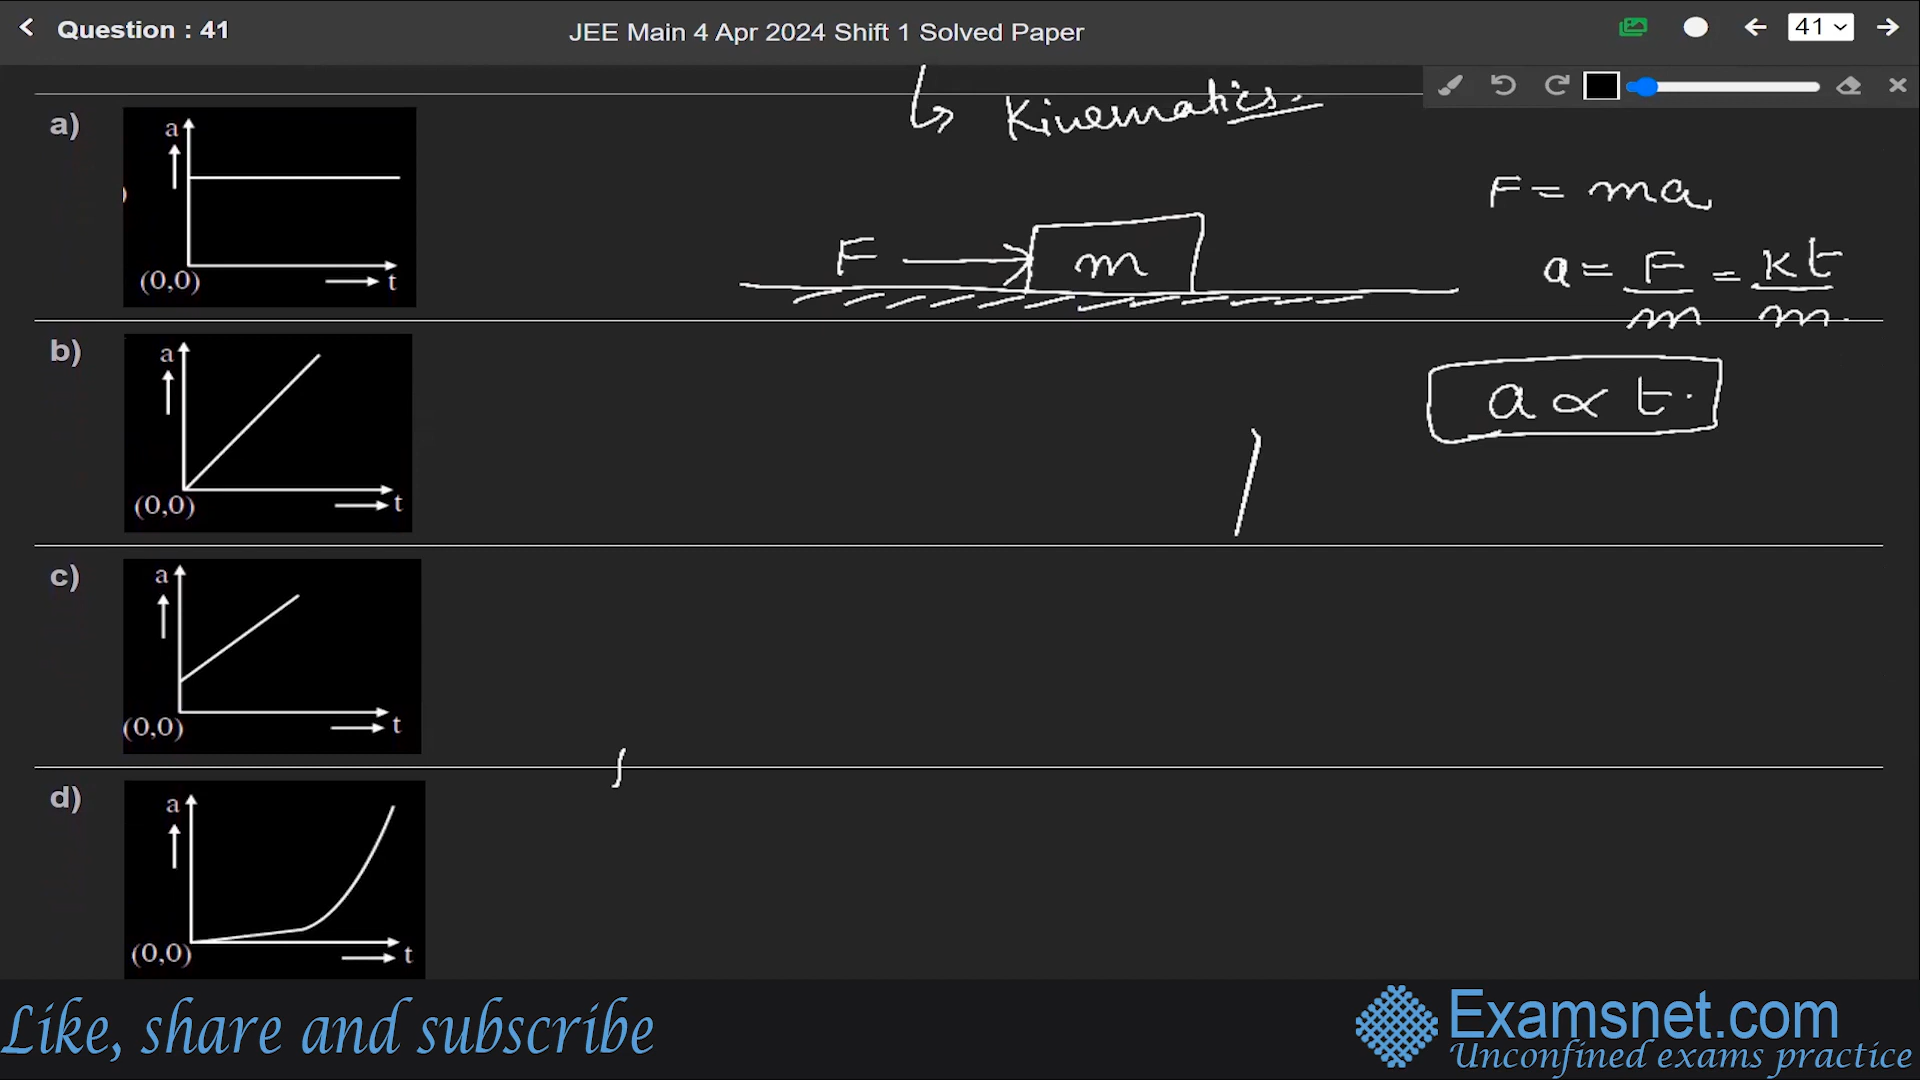 Question : 41
JEE Main 4 Apr 2024 Shift 1 Solved Paper
41
Kinematics.
a)
a
(0,0)
t
F
m
F = ma
a = F/m = kt/m.
b)
a
(0,0)
t
a ∝ t.
c)
a
(0,0)
t
d)
a
(0,0)
t
Like, share and subscribe
Examsnet.com
Unconfined exams practice